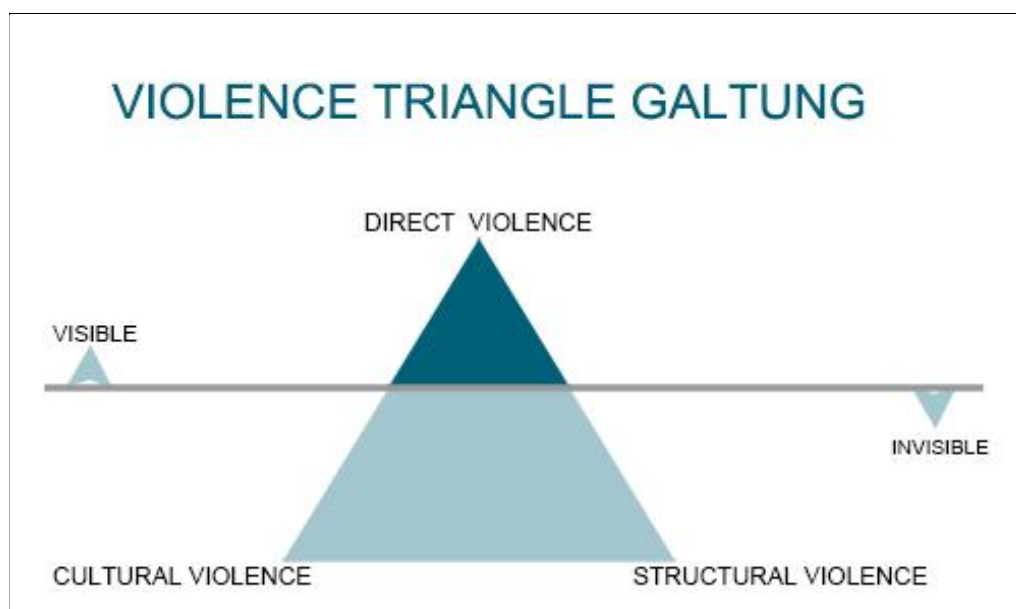 VIOLENCE TRIANGLE GALTUNG
DIRECT VIOLENCE
VISIBLE
INVISIBLE
CULTURAL VIOLENCE
STRUCTURAL VIOLENCE